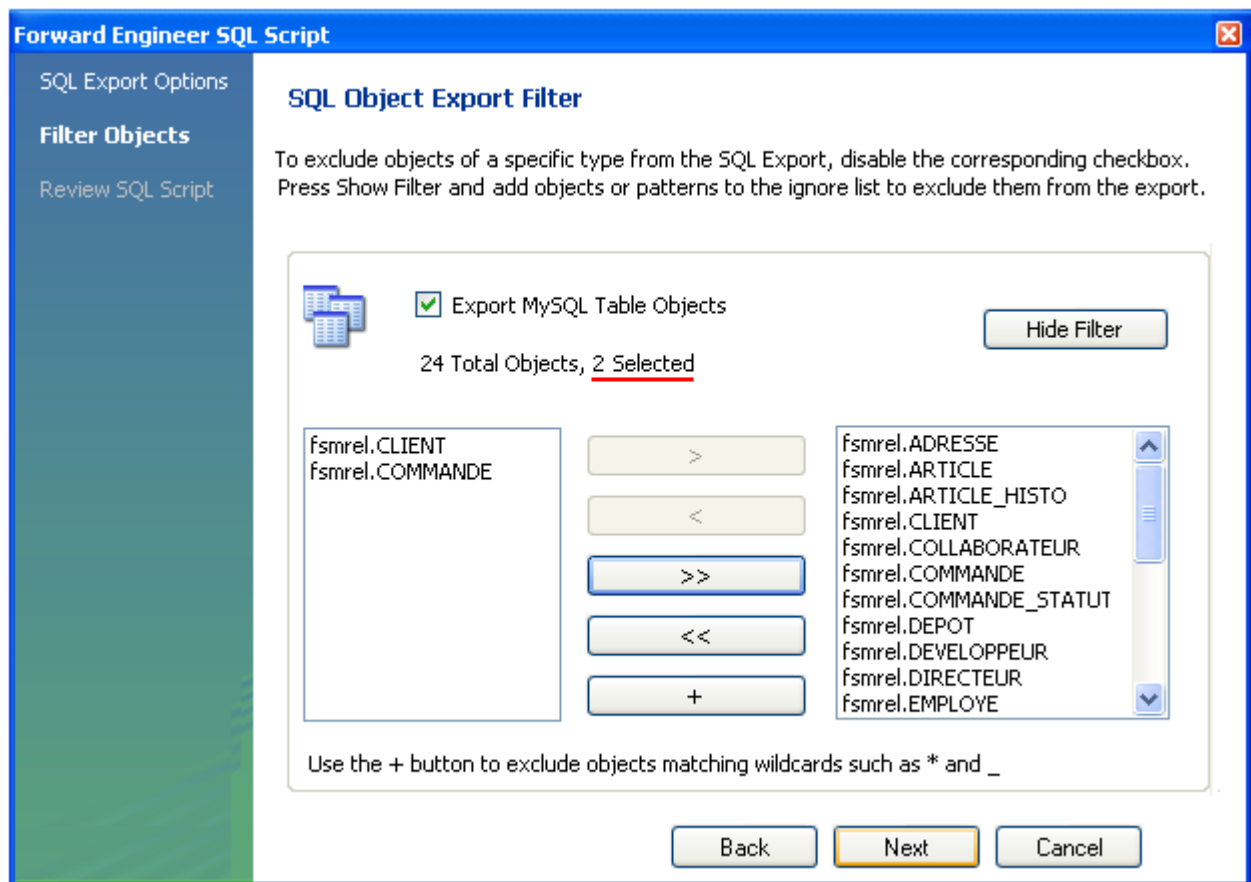 Forward Engineer SQL Script
SQL Export Options
Filter Objects
Review SQL Script
SQL Object Export Filter
To exclude objects of a specific type from the SQL Export, disable the corresponding checkbox.
Press Show Filter and add objects or patterns to the ignore list to exclude them from the export.
Export MySQL Table Objects
Hide Filter
24 Total Objects, 2 Selected
fsmrel.CLIENT
fsmrel.COMMANDE
>
<
>>
<<
+
fsmrel.ADRESSE
fsmrel.ARTICLE
fsmrel.ARTICLE_HISTO
fsmrel.CLIENT
fsmrel.COLLABORATEUR
fsmrel.COMMANDE
fsmrel.COMMANDE_STATUT
fsmrel.DEPOT
fsmrel.DEVELOPPEUR
fsmrel.DIRECTEUR
fsmrel.EMPLOYE
Use the + button to exclude objects matching wildcards such as * and _
Back
Next
Cancel